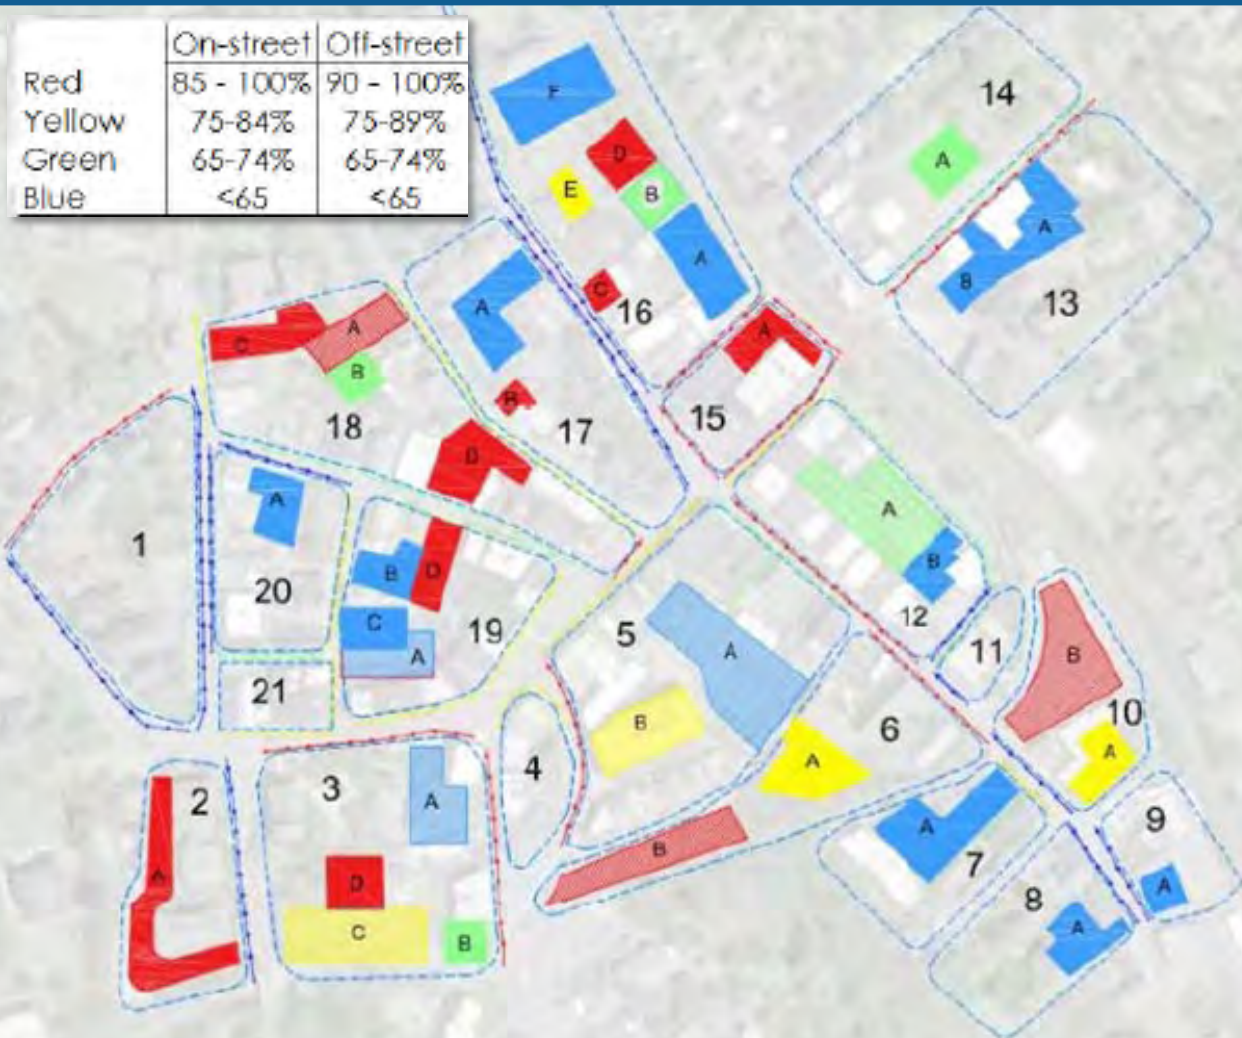 On-street Off-street
Red 85 - 100% 90 - 100%
Yellow 75-84% 75-89%
Green 65-74% 65-74%
Blue <65 <65
F
14
D
A
E
B
A
A
B
C
16
13
A
A
A
C
B
B
15
18
17
B
A
A
1
B
B
D
20
12
C
19
5
11
A
A
B
21
B
6
10
4
A
A
3
2
A
9
A
7
B
A
D
8
A
C
B
A